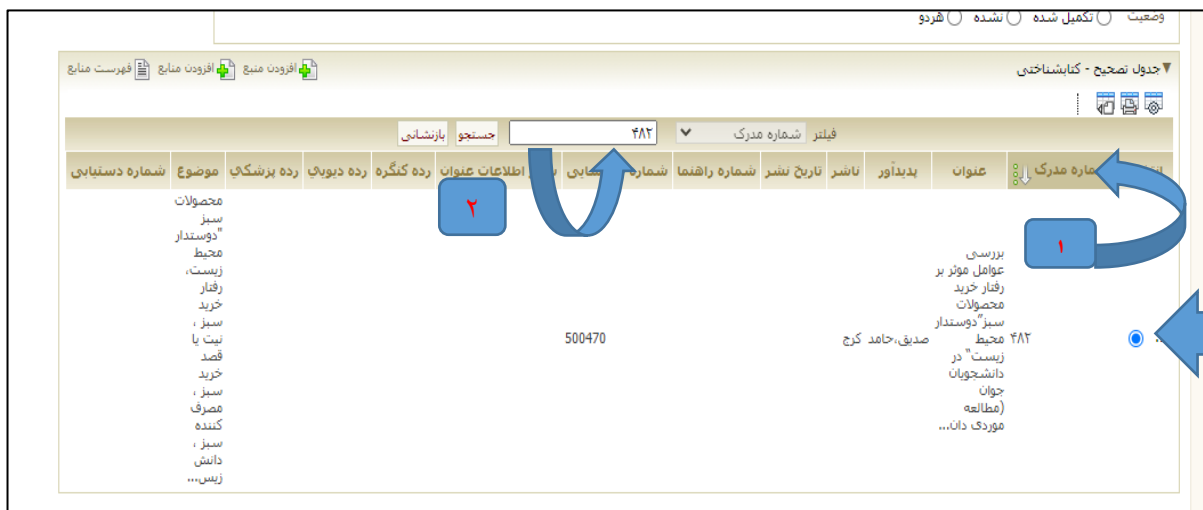 وضعیت تکمیل شده نشده هردو
جدول تصحیح - کتابشناختی
افزودن منبع افزودن منابع فهرست منابع
فیلتر شماره مدرک ۴۸۲ جستجو بازنشانی
شماره مدرک عنوان پدیدآور ناشر تاریخ نشر شماره راهنما رده کنگره رده دیویی رده پزشکی موضوع شماره دستیابی
۲
۱
۴۸۲
بررسی
عوامل موثر بر
رفتار خرید
محصولات
سبز"دوستدار
محیط
زیست" در
دانشجویان
جوان
(مطالعه
موردی دان...
صدیق،حامد
کرج
500470
محصولات
سبز
"دوستدار
محیط
زیست،
رفتار
خرید
سبز ،
نیت یا
قصد
خرید
سبز ،
مصرف
کننده
سبز ،
دانش
زیس...